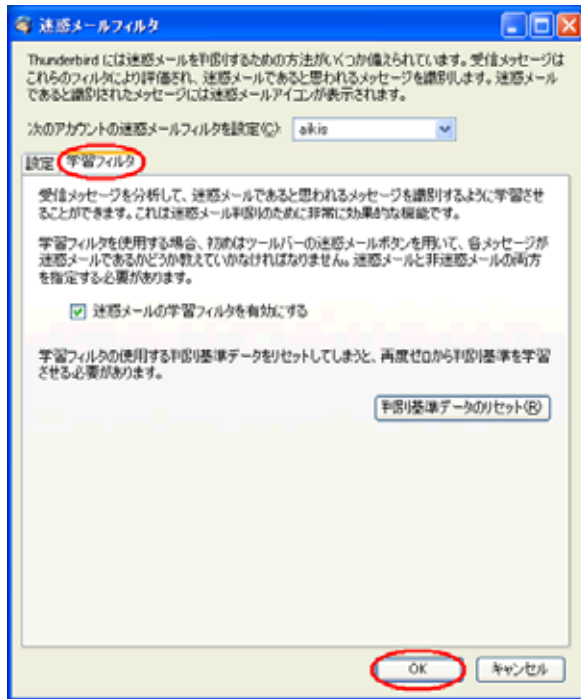 迷惑メールフィルタ
Thunderbird には迷惑メールを判別するための方法がいくつか備えられています。受信メッセージは
これらのフィルタにより評価され、迷惑メールであると思われるメッセージを識別します。迷惑メール
であると識別されたメッセージには迷惑メールアイコンが表示されます。
次のアカウントの迷惑メールフィルタを設定(C): aikis
設定 学習フィルタ
受信メッセージを分析して、迷惑メールであると思われるメッセージを識別するように学習させ
ることができます。これは迷惑メール判別のために非常に効果的な機能です。
学習フィルタを使用する場合、初めはツールバーの迷惑メールボタンを用いて、各メッセージが
迷惑メールであるかどうか教えていかなければなりません。迷惑メールと非迷惑メールの両方
を指定する必要があります。
迷惑メールの学習フィルタを有効にする
学習フィルタの使用する判別基準データをリセットしてしまうと、再度ゼロから判別基準を学習
させる必要があります。
判別基準データのリセット(R)
OK キャンセル